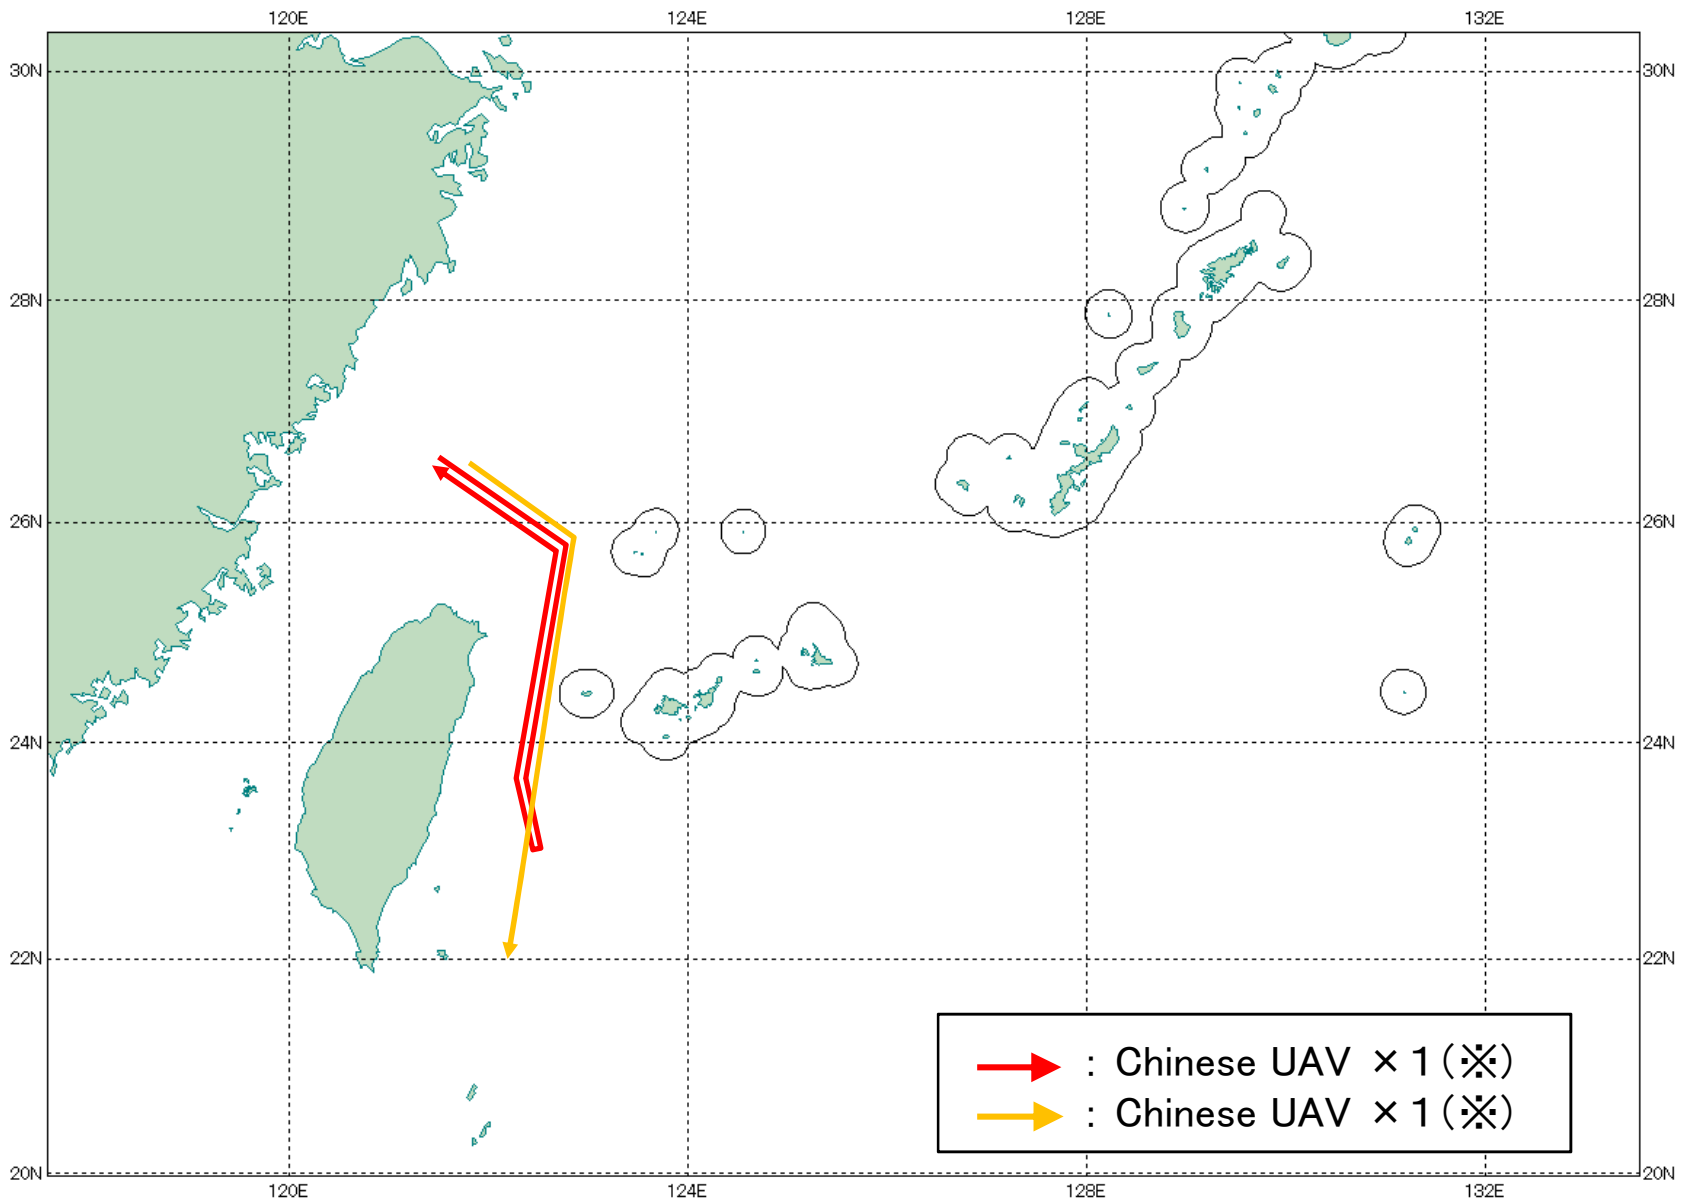 120E 124E 128E 132E
30N 30N
28N 28N
26N 26N
24N 24N
22N 22N
: Chinese UAV ×1(※)
: Chinese UAV ×1(※)
20N 20N
120E 124E 128E 132E